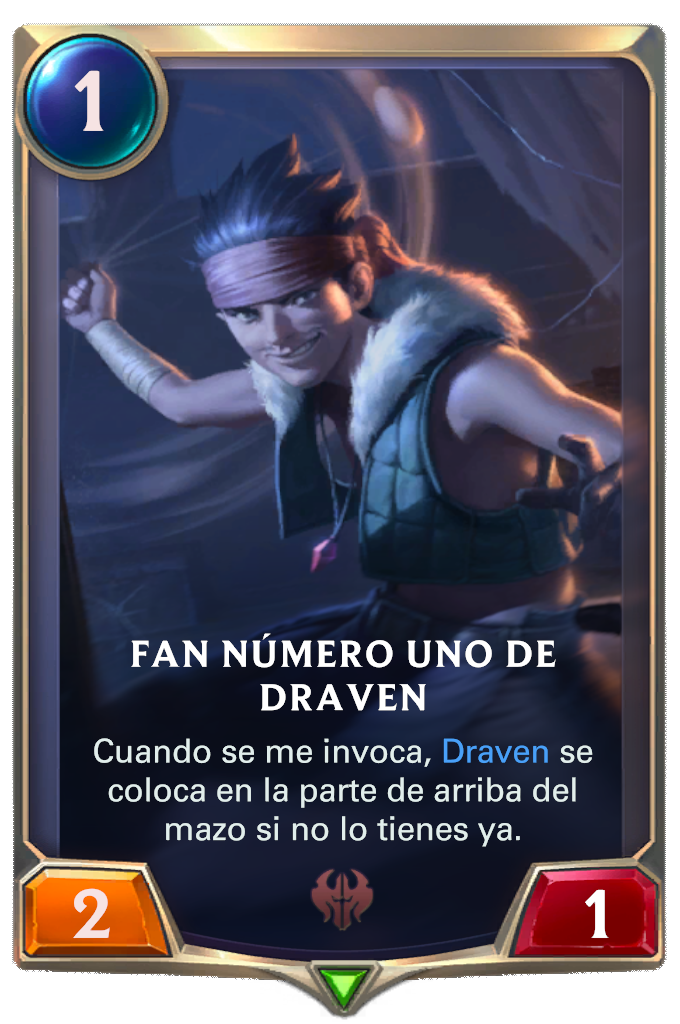 1
FAN NÚMERO UNO DE
DRAVEN
Cuando se me invoca, Draven se
coloca en la parte de arriba del
mazo si no lo tienes ya.
2
1